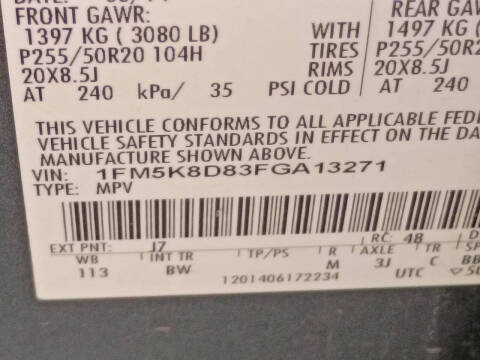 FRONT GAWR:
1397 KG ( 3080 LB)
P255/50R20 104H
20X8.5J
AT 240 kPa/ 35 PSI COLD
WITH
TIRES
RIMS
REAR GAW
1497 KG (
P255/50R2
20X8.5J
AT 240
THIS VEHICLE CONFORMS TO ALL APPLICABLE FEDE
VEHICLE SAFETY STANDARDS IN EFFECT ON THE DA
MANUFACTURE SHOWN ABOVE.
VIN: 1FM5K8D83FGA13271
TYPE: MPV
EXT PNT: J7 RC: 48
WB INT TR TP/PS R AXLE TR SP
113 BW M 3J C BB
1201406172234 UTC